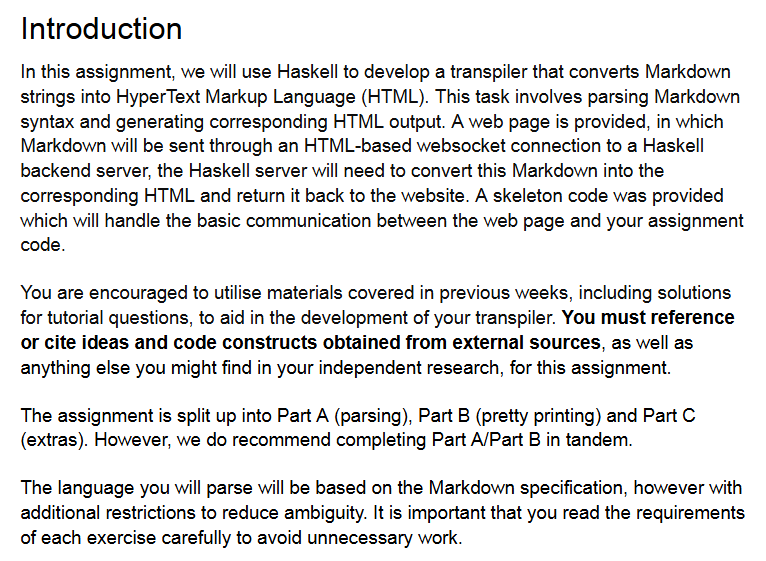 Introduction
In this assignment, we will use Haskell to develop a transpiler that converts Markdown
strings into HyperText Markup Language (HTML). This task involves parsing Markdown
syntax and generating corresponding HTML output. A web page is provided, in which
Markdown will be sent through an HTML-based websocket connection to a Haskell
backend server, the Haskell server will need to convert this Markdown into the
corresponding HTML and return it back to the website. A skeleton code was provided
which will handle the basic communication between the web page and your assignment
code.
You are encouraged to utilise materials covered in previous weeks, including solutions
for tutorial questions, to aid in the development of your transpiler. You must reference
or cite ideas and code constructs obtained from external sources, as well as
anything else you might find in your independent research, for this assignment.
The assignment is split up into Part A (parsing), Part B (pretty printing) and Part C
(extras). However, we do recommend completing Part A/Part B in tandem.
The language you will parse will be based on the Markdown specification, however with
additional restrictions to reduce ambiguity. It is important that you read the requirements
of each exercise carefully to avoid unnecessary work.